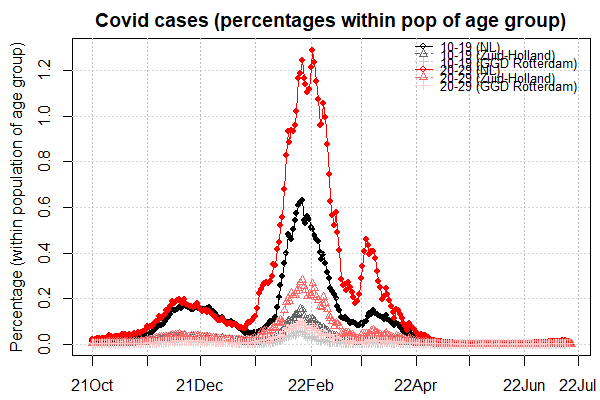 Covid cases (percentages within pop of age group)
Percentage (within population of age group)
1.2
1.0
0.8
0.6
0.4
0.2
0.0
10-19 (NL)
10-19 (Zuid-Holland)
10-19 (GGD Rotterdam)
20-29 (NL)
20-29 (Zuid-Holland)
20-29 (GGD Rotterdam)
21Oct 21Dec 22Feb 22Apr 22Jun 22Jul